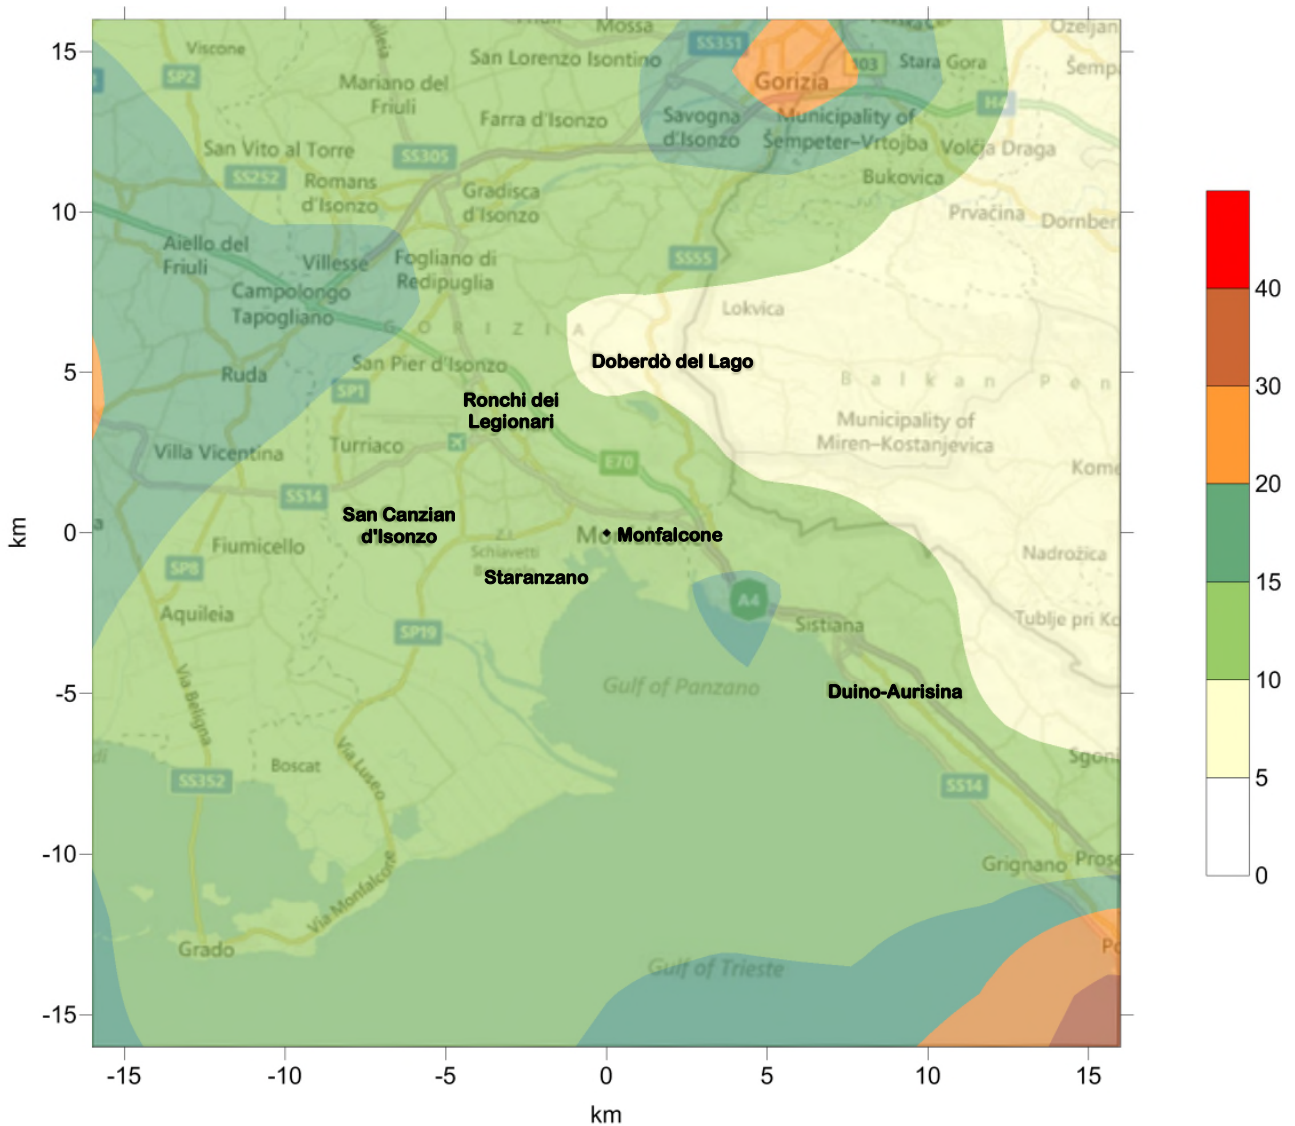 Mossa
Ozeljan
15
SS351
Viscone
San Lorenzo Isontino
103
Stara Gora
SP2
Šempa
Mariano del
Friuli
Gorizia
40
H4
Farra d'Isonzo
Savogna
d'Isonzo
Municipality of
Šempeter–Vrtojba
San Vito al Torre
SS305
Volčja Draga
SS252
Romans
d'Isonzo
Gradisca
d'Isonzo
Bukovica
10
Prvačina
Dornber
Aiello del
Friuli
Villesse
Fogliano di
Redipuglia
SS55
Campolongo
Tapogliano
Lokvica
GORIZIA
30
5
San Pier d'Isonzo
Doberdò del Lago
Ruda
SP1
Balkan Pen
Ronchi dei
Legionari
Municipality of
Miren–Kostanjevica
Turriaco
Villa Vicentina
E70
Kome
20
SS14
San Canzian
d'Isonzo
0
Monfalcone
Z.I.
Schiavetti
Fiumicello
Nadrožica
SP8
Staranzano
15
A4
Aquileia
Tublje pri Ko
SP19
Sistiana
-5
Via Beligna
Gulf of Panzano
Duino-Aurisina
10
Boscat
Via Luseo
Sgoni
SS352
SS14
5
-10
Grignano
Prose
0
Via Monfalcone
Grado
Gulf of Trieste
-15
-15
-10
-5
0
5
10
15
km
km